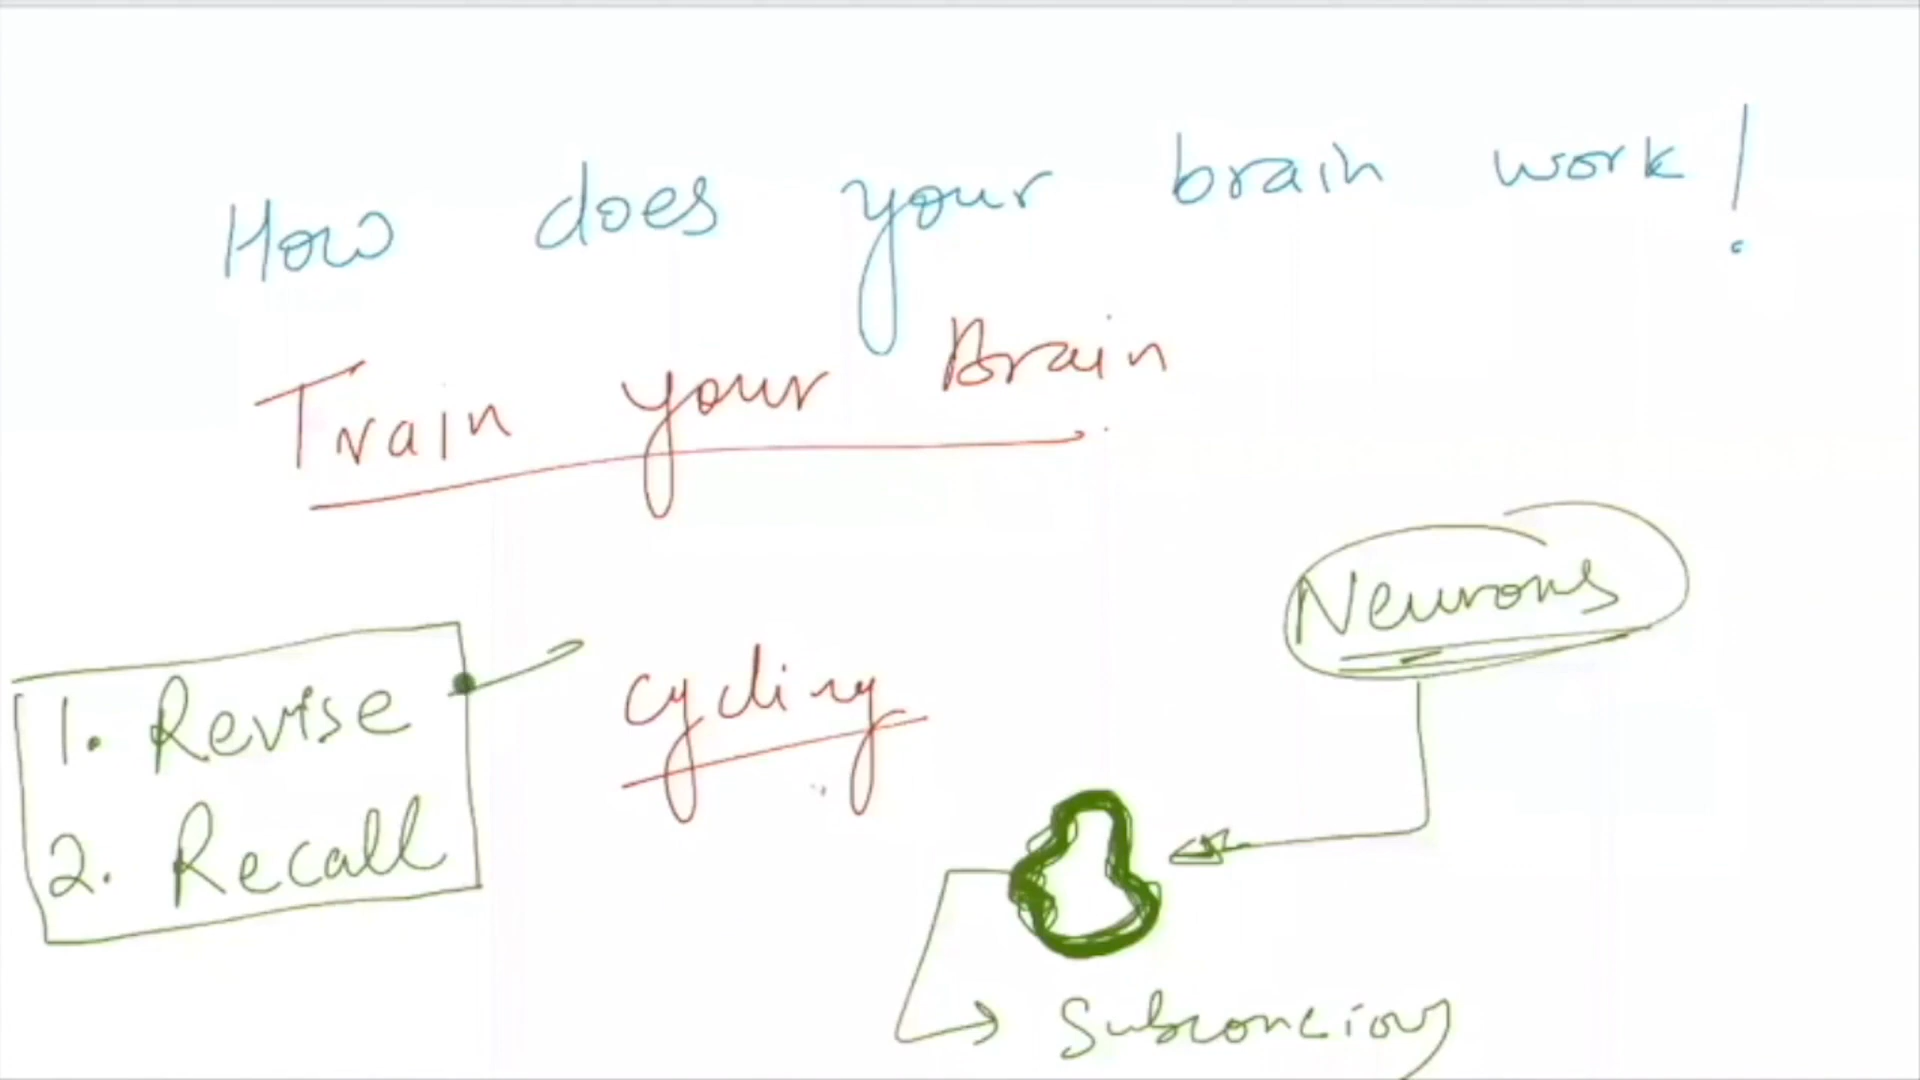 How does your brain work!
Train your Brain
Neurons
1. Revise
2. Recall
cycling
Subconcious